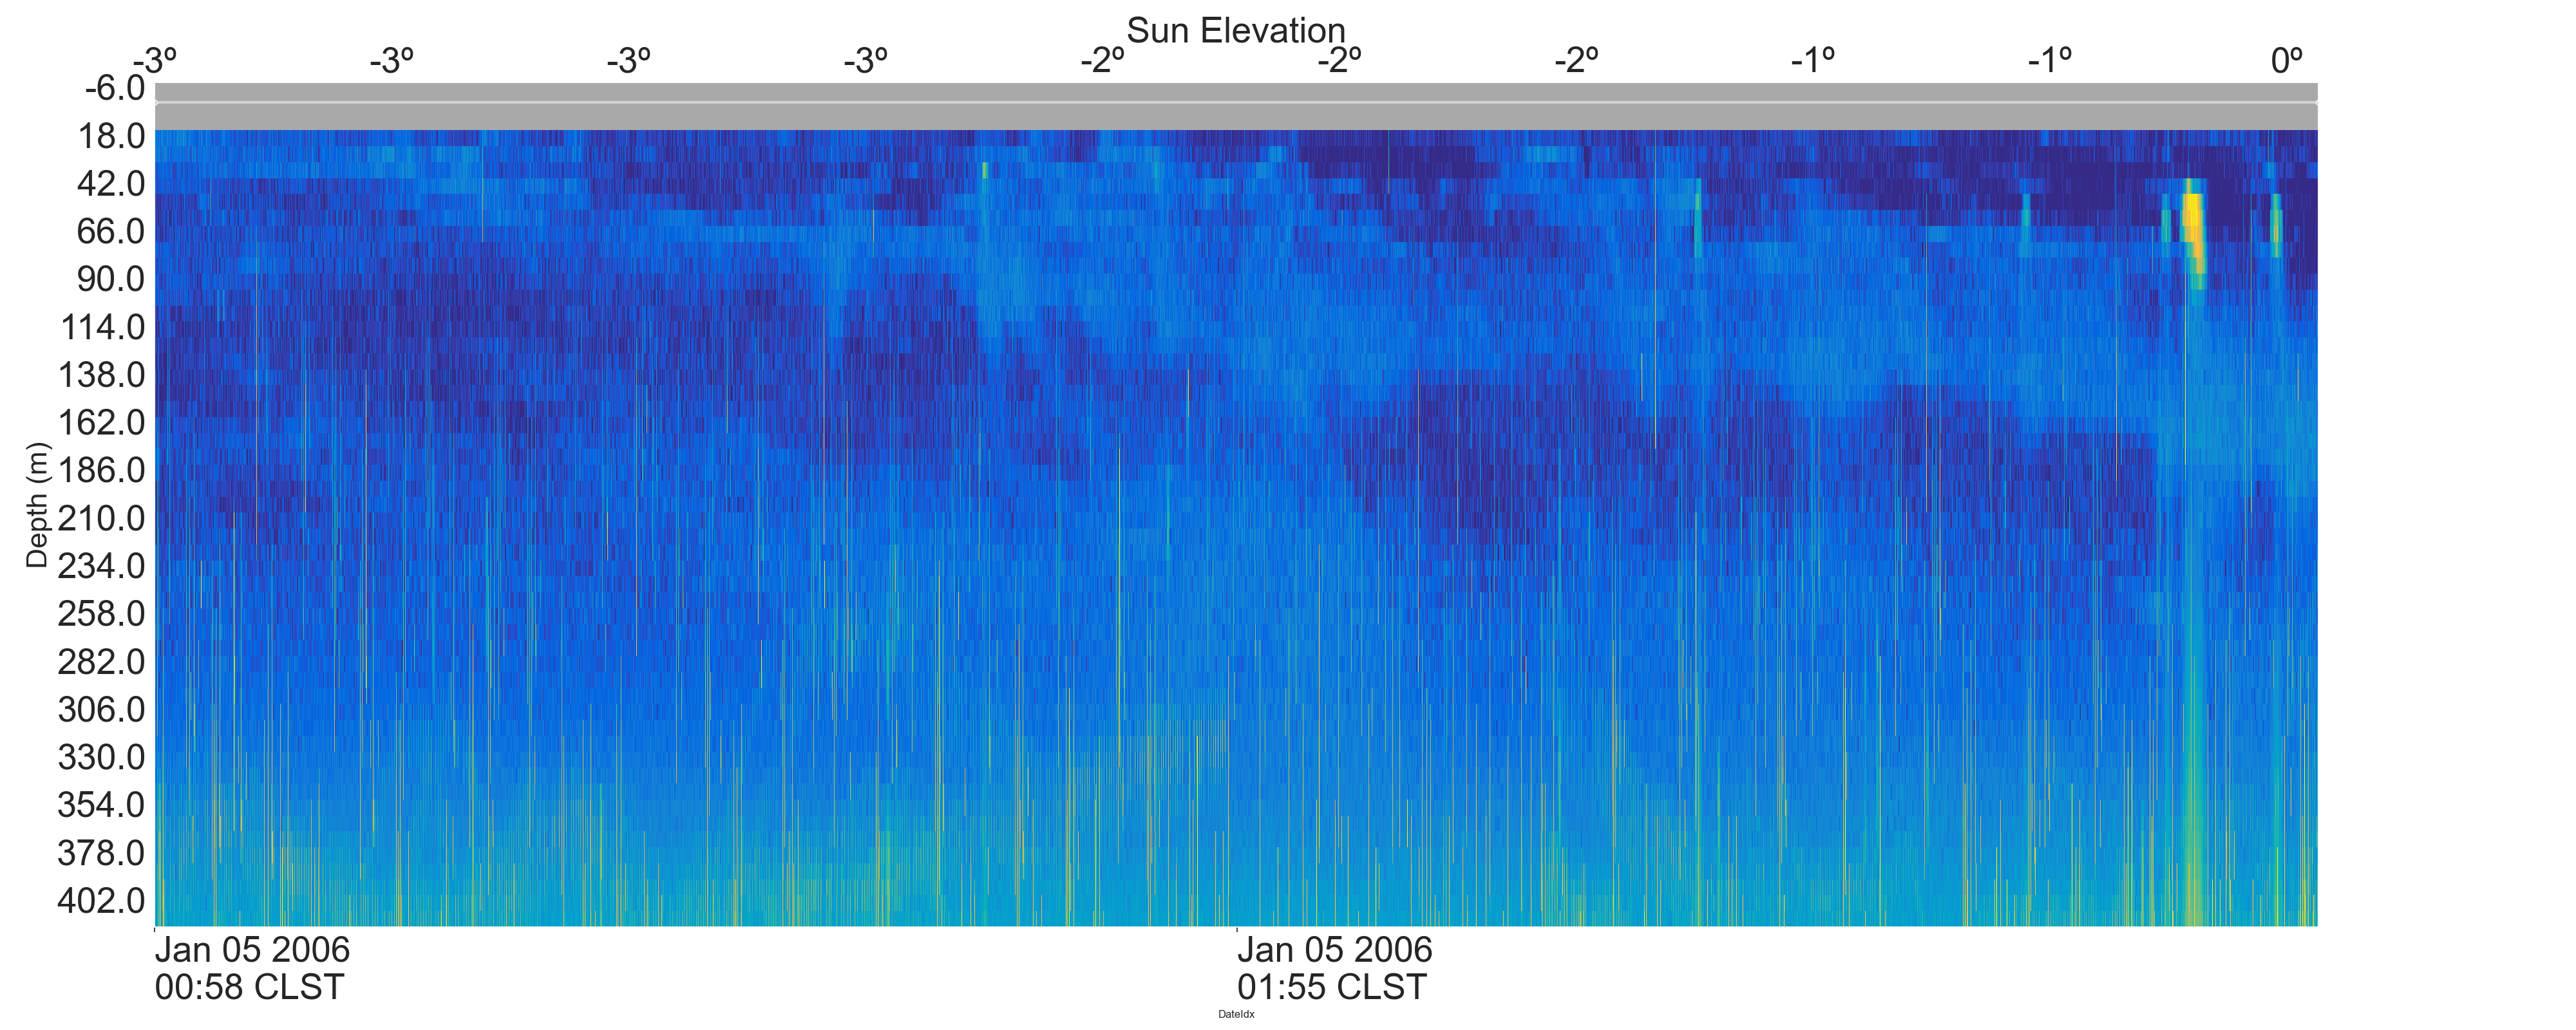 Sun Elevation
-3º -3º -3º -3º -2º -2º -2º -1º -1º 0º
-6.0
18.0
42.0
66.0
90.0
114.0
138.0
162.0
186.0
210.0
234.0
258.0
282.0
306.0
330.0
354.0
378.0
402.0
Depth (m)
Jan 05 2006
00:58 CLST
Jan 05 2006
01:55 CLST
DateIdx